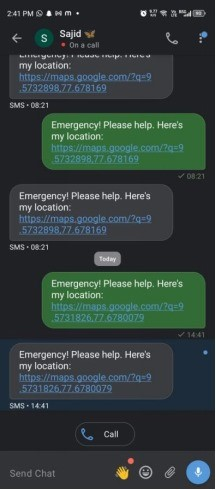 2:41 PM
Sajid
On a call
Emergency! Please help. Here's
my location:
https://maps.google.com/?q=9
.5732898,77.678169
SMS • 08:21
Emergency! Please help. Here's
my location:
https://maps.google.com/?q=9
.5732898,77.678169
08:21
Emergency! Please help. Here's
my location:
https://maps.google.com/?q=9
.5732898,77.678169
SMS • 08:21
Today
Emergency! Please help. Here's
my location:
https://maps.google.com/?q=9
.5731826,77.6780079
14:41
Emergency! Please help. Here's
my location:
https://maps.google.com/?q=9
.5731826,77.6780079
SMS • 14:41
Call
Send Chat